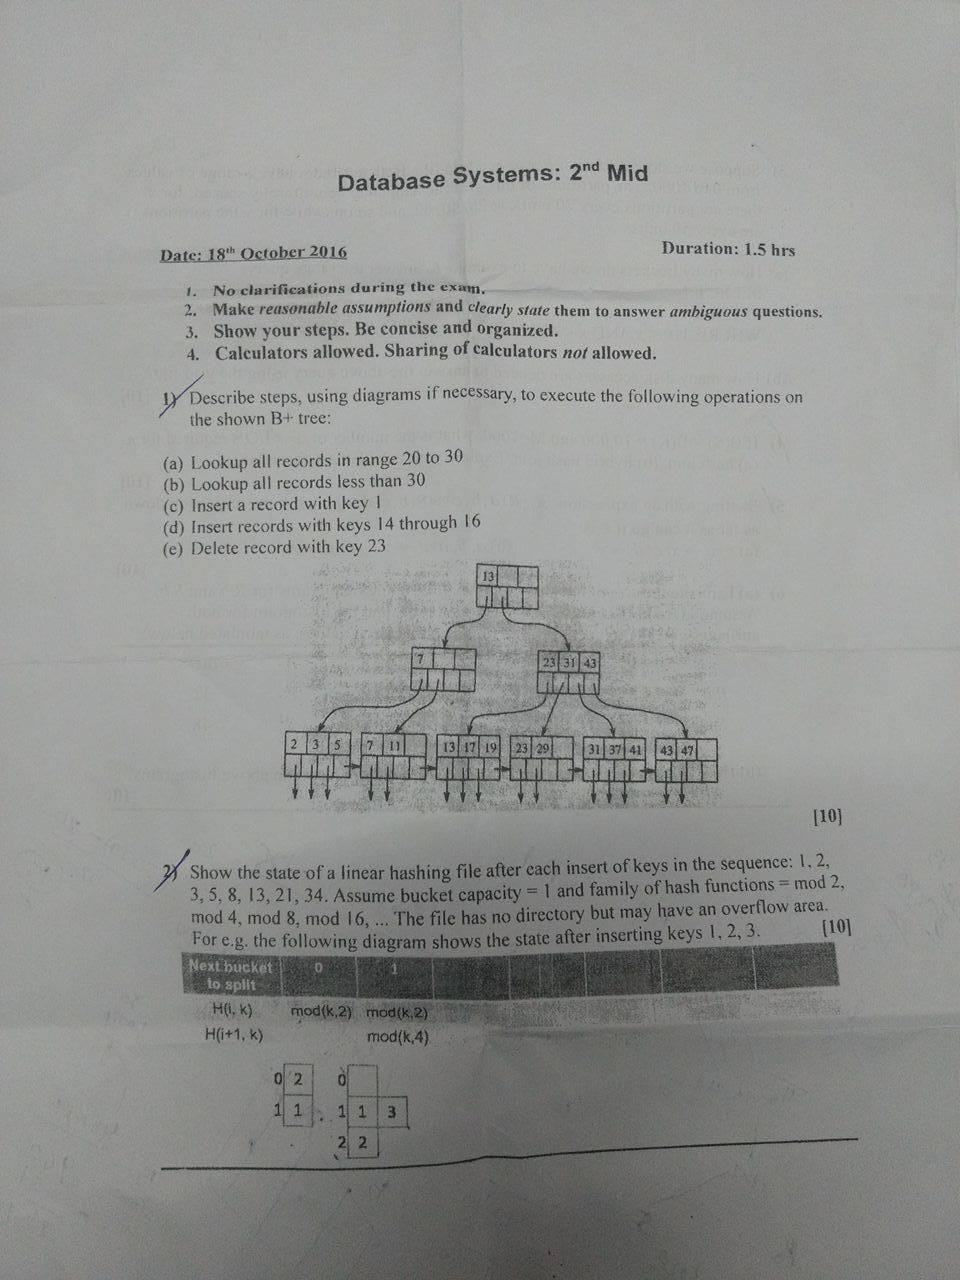 Database Systems: 2nd Mid
Date: 18th October 2016 Duration: 1.5 hrs
1. No clarifications during the exam.
2. Make reasonable assumptions and clearly state them to answer ambiguous questions.
3. Show your steps. Be concise and organized.
4. Calculators allowed. Sharing of calculators not allowed.
1) Describe steps, using diagrams if necessary, to execute the following operations on
the shown B+ tree:
(a) Lookup all records in range 20 to 30
(b) Lookup all records less than 30
(c) Insert a record with key 1
(d) Insert records with keys 14 through 16
(e) Delete record with key 23
13
7 23 31 43
2 3 5 7 11 13 17 19 23 29 31 37 41 43 47
[10]
2) Show the state of a linear hashing file after each insert of keys in the sequence: 1, 2,
3, 5, 8, 13, 21, 34. Assume bucket capacity = 1 and family of hash functions = mod 2,
mod 4, mod 8, mod 16, ... The file has no directory but may have an overflow area.
For e.g. the following diagram shows the state after inserting keys 1, 2, 3. [10]
Next bucket 0 1
to split
H(i, k) mod(k,2) mod(k,2)
H(i+1, k) mod(k,4)
0 2 0
1 1 1 1 3
2 2